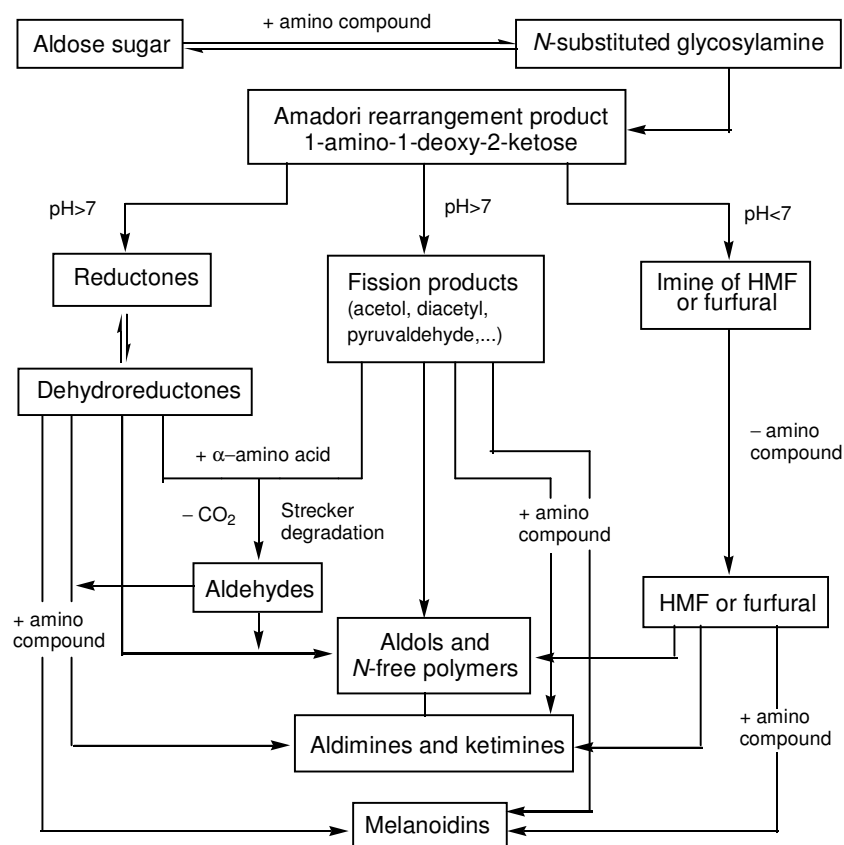 + amino compound
Aldose sugar
N-substituted glycosylamine
Amadori rearrangement product
1-amino-1-deoxy-2-ketose
pH>7
pH>7
pH<7
Reductones
Fission products
(acetol, diacetyl,
pyruvaldehyde,...)
Imine of HMF
or furfural
Dehydroreductones
+ α−amino acid
− CO2
Strecker
degradation
+ amino
compound
− amino
compound
Aldehydes
HMF or furfural
+ amino
compound
Aldols and
N-free polymers
+ amino
compound
Aldimines and ketimines
Melanoidins